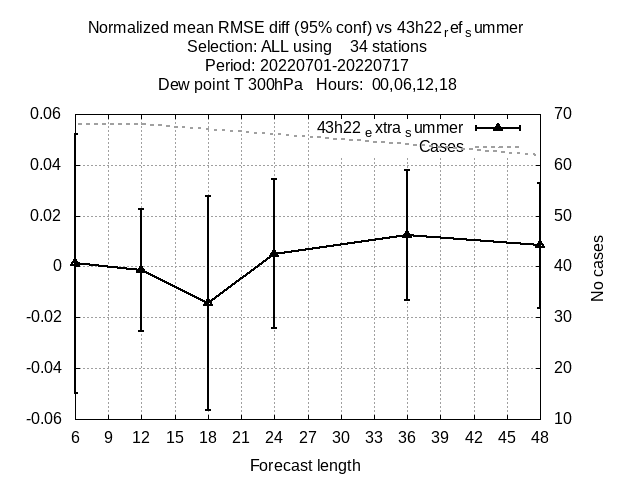 Normalized mean RMSE diff (95% conf) vs 43h22refsummer
Selection: ALL using 34 stations
Period: 20220701-20220717
Dew point T 300hPa Hours: 00,06,12,18
43h22 extrasummer
Cases
0.06
0.04
0.02
0
-0.02
-0.04
-0.06
70
60
50
40
30
20
10
No cases
6 9 12 15 18 21 24 27 30 33 36 39 42 45 48
Forecast length